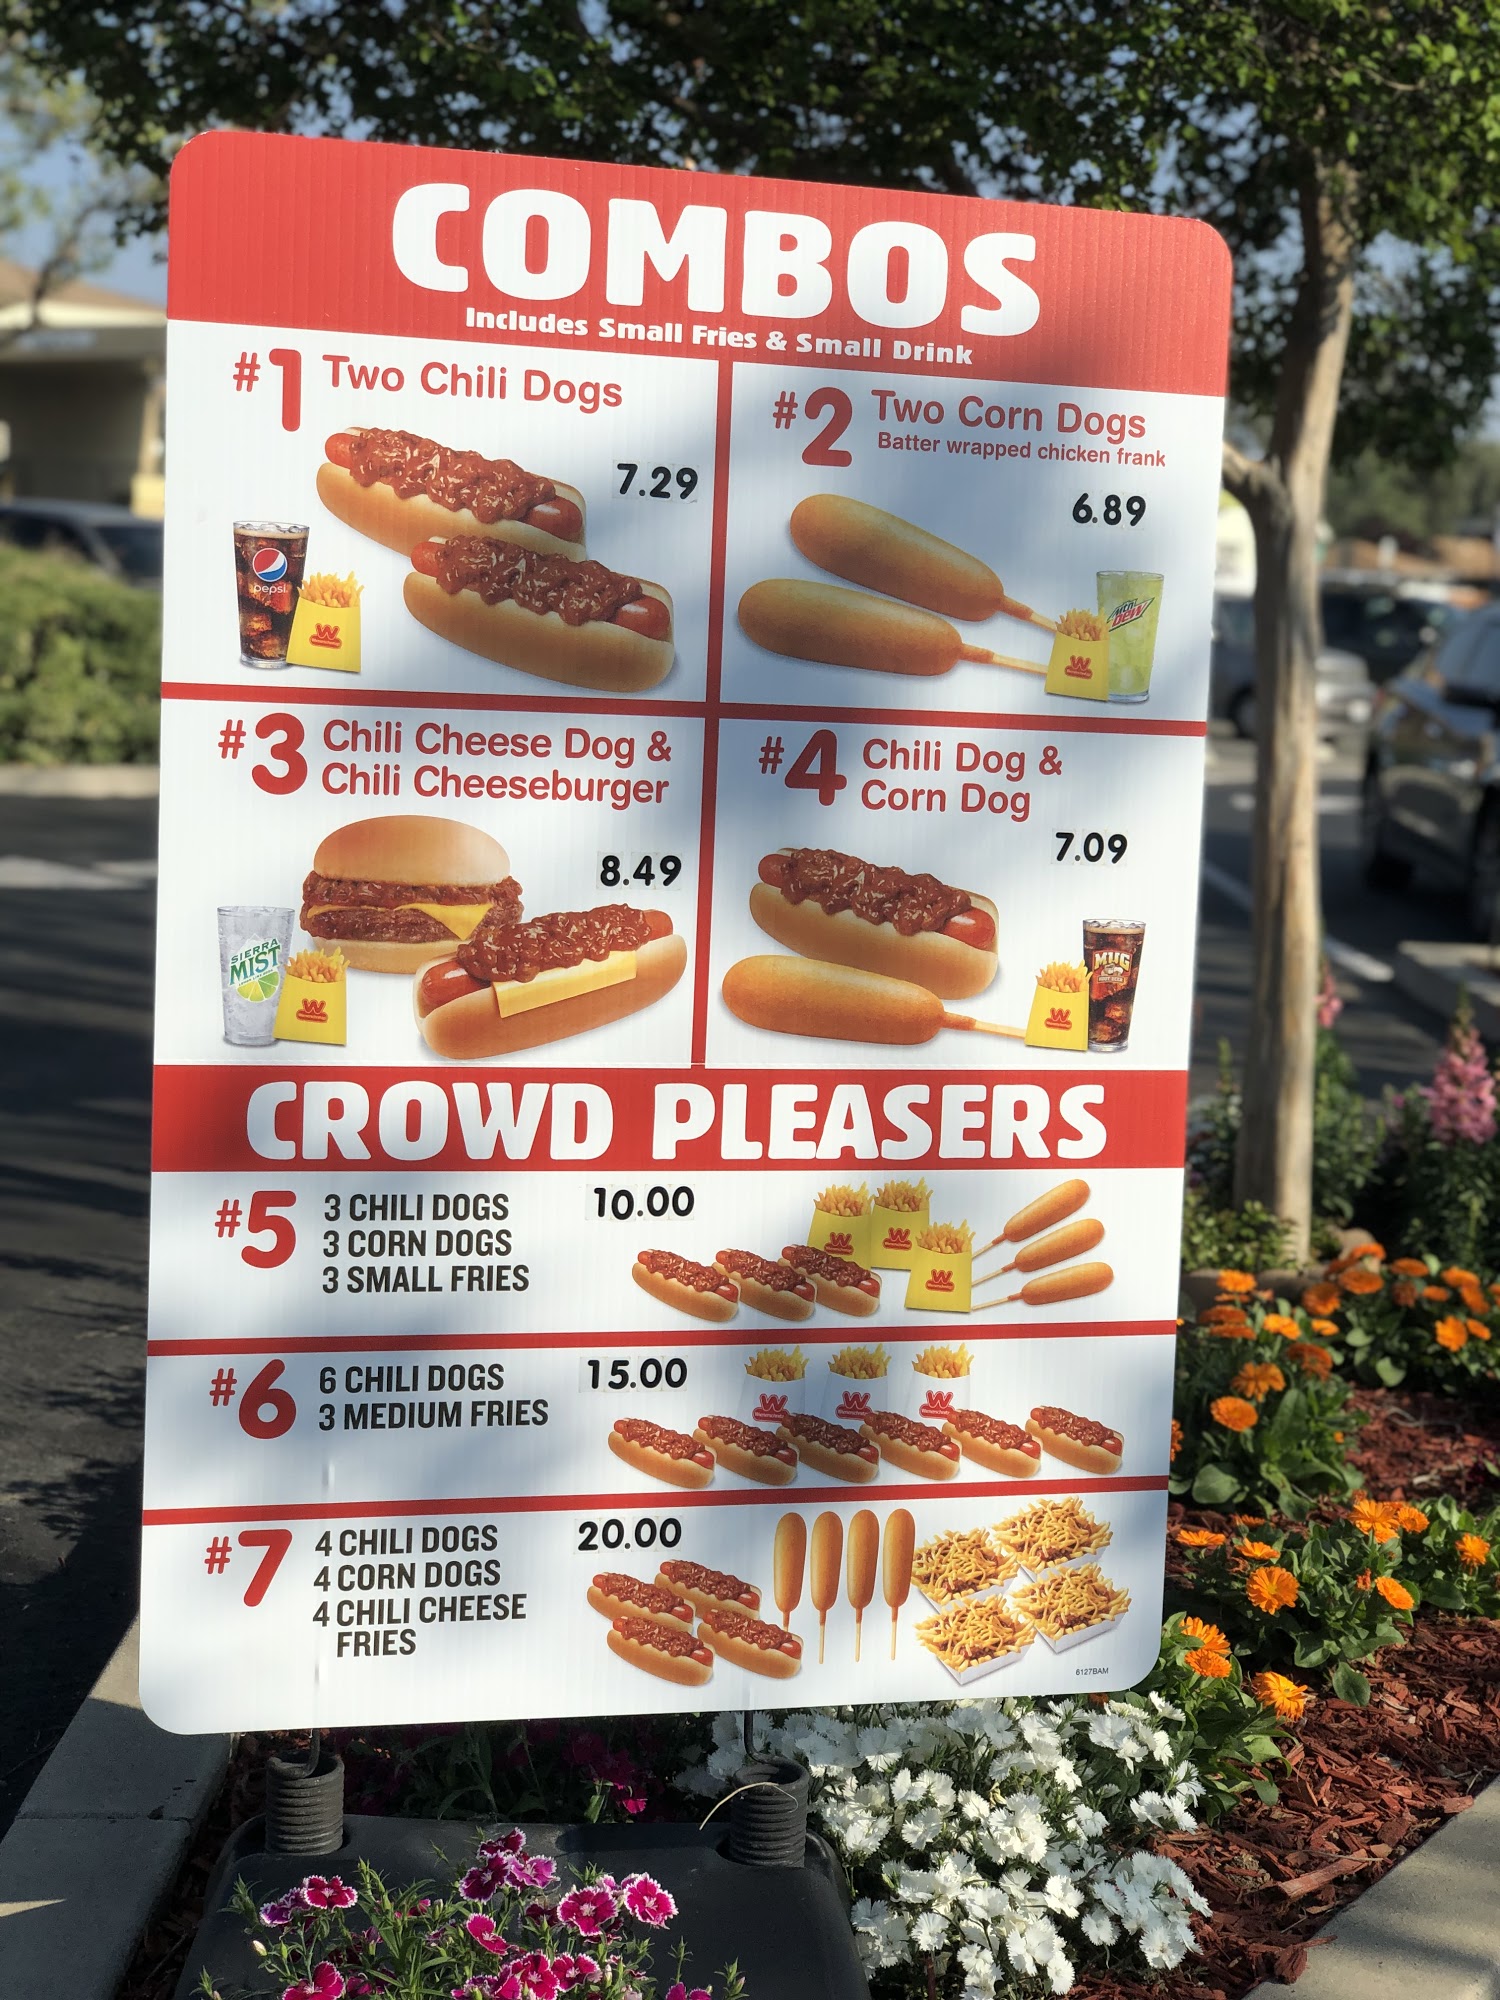 COMBOS
Includes Small Fries & Small Drink
#1 Two Chili Dogs
7.29
pepsi
W
#2 Two Corn Dogs
Batter wrapped chicken frank
6.89
Mtn DEW
W
#3 Chili Cheese Dog &
Chili Cheeseburger
8.49
SIERRA
MIST
W
#4 Chili Dog &
Corn Dog
7.09
MUG
W
CROWD PLEASERS
#5 3 CHILI DOGS
3 CORN DOGS
3 SMALL FRIES
10.00
W
W
W
#6 6 CHILI DOGS
3 MEDIUM FRIES
15.00
W
W
W
#7 4 CHILI DOGS
4 CORN DOGS
4 CHILI CHEESE
FRIES
20.00
6127BAM